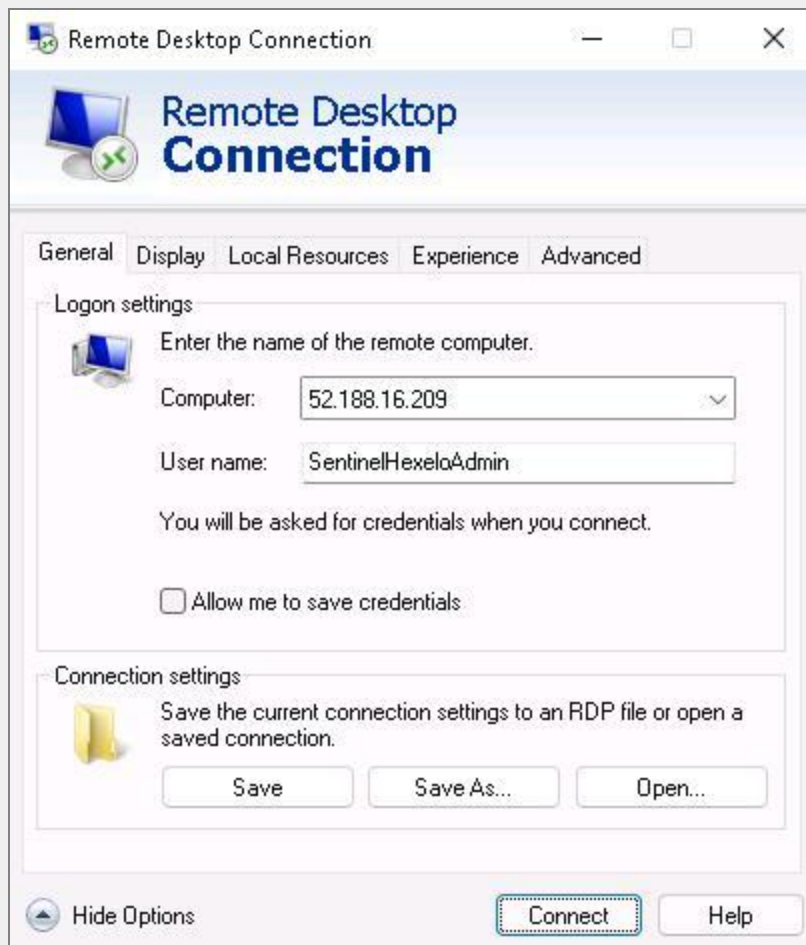 Remote Desktop Connection
Remote Desktop
Connection
General Display Local Resources Experience Advanced
Logon settings
Enter the name of the remote computer.
Computer: 52.188.16.209
User name: SentinelHexeloAdmin
You will be asked for credentials when you connect.
Allow me to save credentials
Connection settings
Save the current connection settings to an RDP file or open a
saved connection.
Save Save As... Open...
Hide Options Connect Help